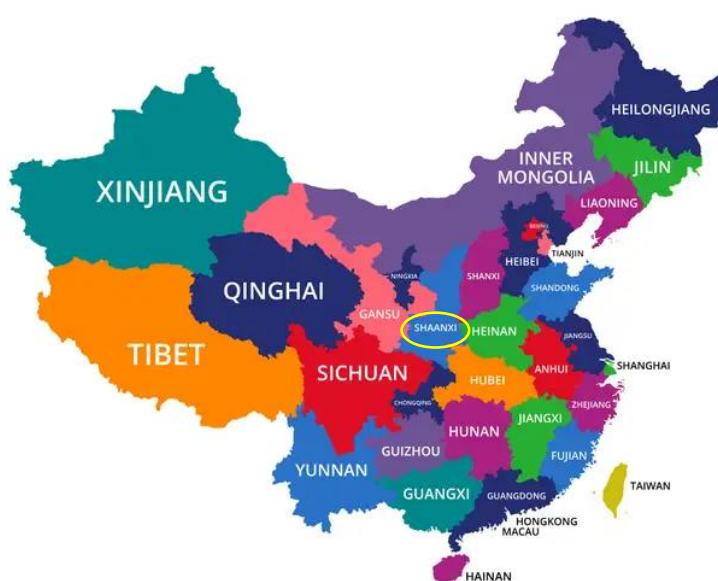 HEILONGJIANG
JILIN
INNER
MONGOLIA
LIAONING
XINJIANG
BEIJING
TIANJIN
HEIBEI
NINGXIA
SHANXI
SHANDONG
QINGHAI
GANSU
SHAANXI
HEINAN
JIANGSU
TIBET
SICHUAN
HUBEI
ANHUI
SHANGHAI
CHONGQING
ZHEJIANG
HUNAN
JIANGXI
GUIZHOU
FUJIAN
YUNNAN
GUANGXI
GUANGDONG
TAIWAN
HONGKONG
MACAU
HAINAN